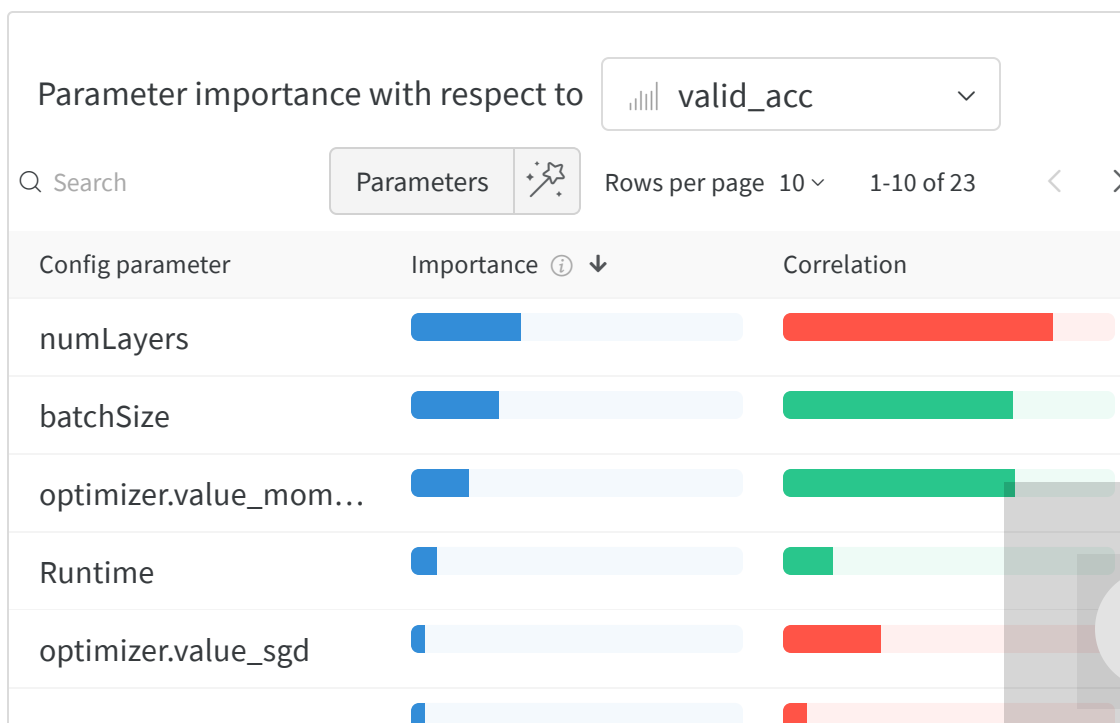 Parameter importance with respect to valid_acc
Search Parameters Rows per page 10 1-10 of 23
Config parameter Importance Correlation
numLayers
batchSize
optimizer.value_mom...
Runtime
optimizer.value_sgd